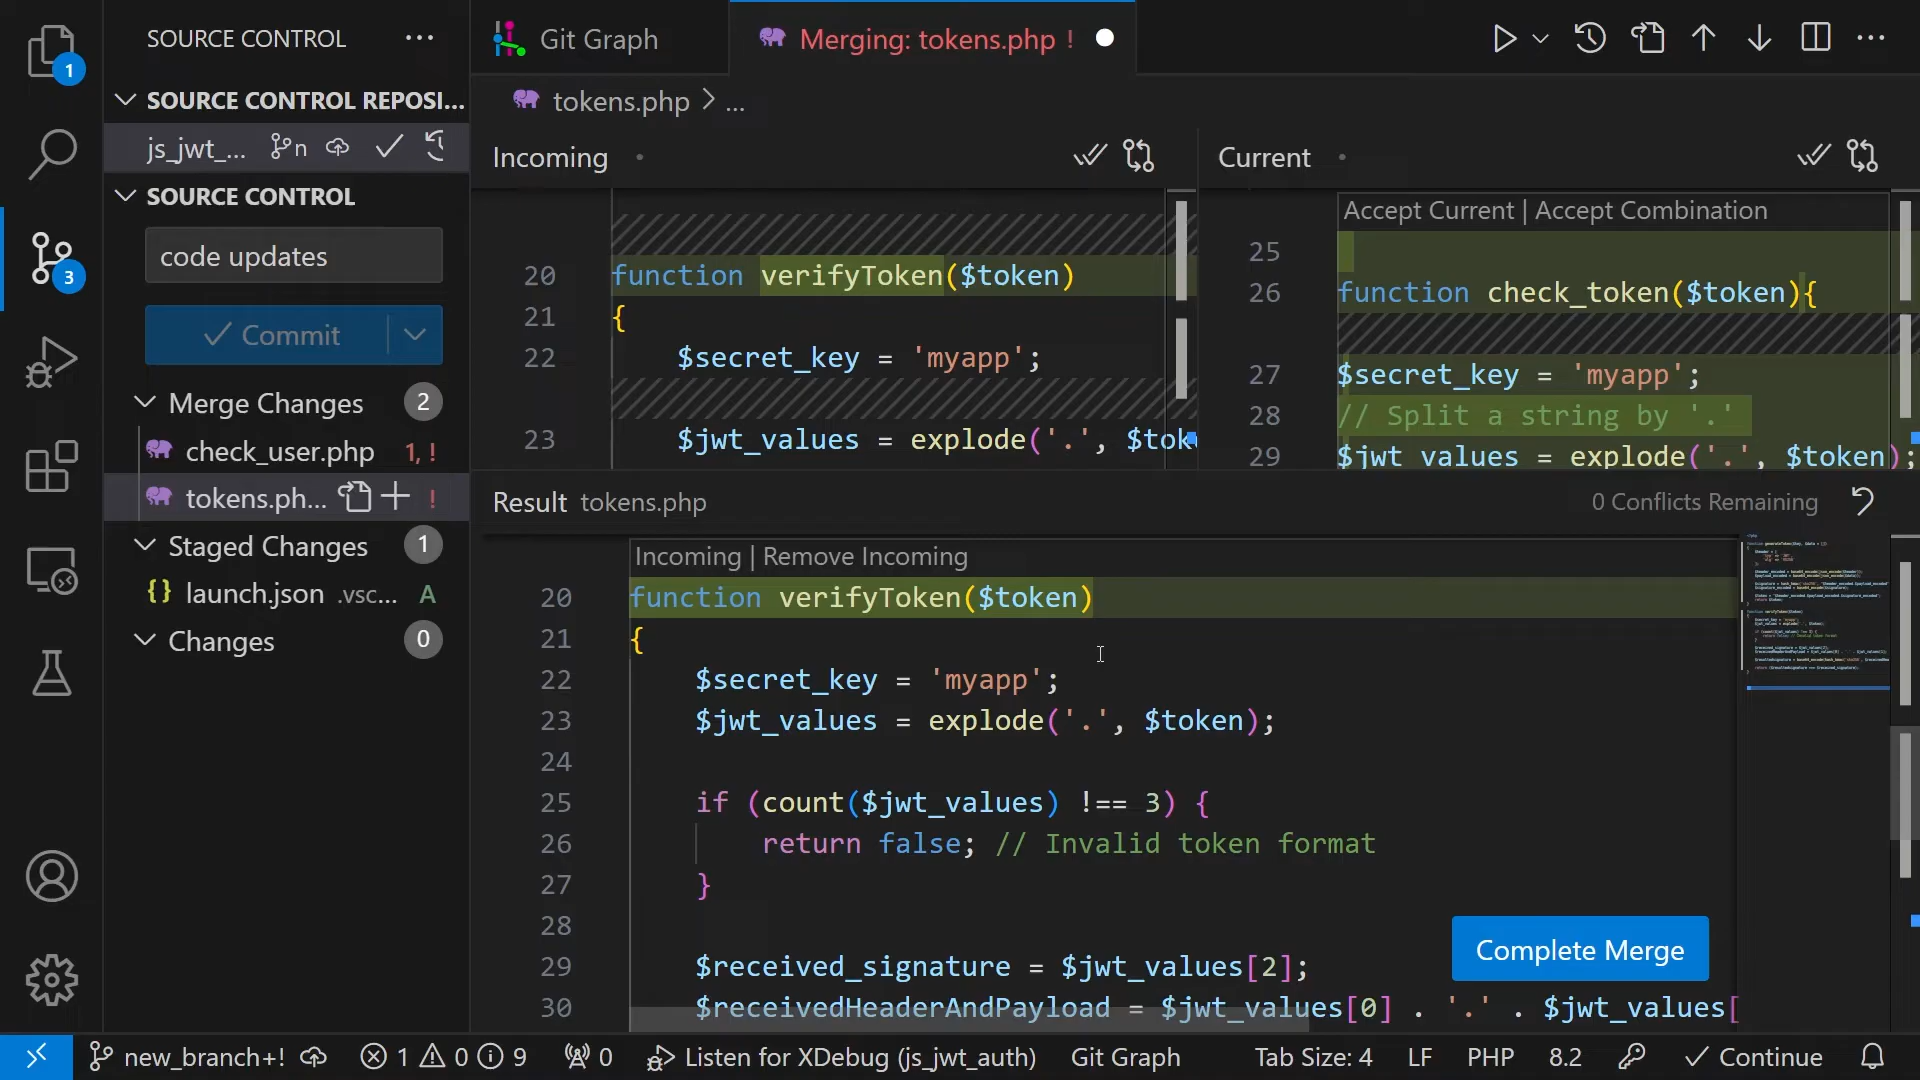 1
3
SOURCE CONTROL
SOURCE CONTROL REPOSI...
js_jwt_... n
SOURCE CONTROL
code updates
Commit
Merge Changes 2
check_user.php 1, !
tokens.ph... !
Staged Changes 1
{} launch.json .vsc... A
Changes 0
Git Graph
Merging: tokens.php !
tokens.php > ...
Incoming
20 function verifyToken($token)
21 {
22 $secret_key = 'myapp';
23 $jwt_values = explode('.', $tok
Current
Accept Current | Accept Combination
25
26 function check_token($token){
27 $secret_key = 'myapp';
28 // Split a string by '.'
29 $jwt_values = explode('.', $token);
Result tokens.php
0 Conflicts Remaining
Incoming | Remove Incoming
20 function verifyToken($token)
21 {
22 $secret_key = 'myapp';
23 $jwt_values = explode('.', $token);
24
25 if (count($jwt_values) !== 3) {
26 return false; // Invalid token format
27 }
28
29 $received_signature = $jwt_values[2];
30 $receivedHeaderAndPayload = $jwt_values[0] . '.' . $jwt_values[
Complete Merge
new_branch+! 1 0 9 0 Listen for XDebug (js_jwt_auth) Git Graph Tab Size: 4 LF PHP 8.2 Continue